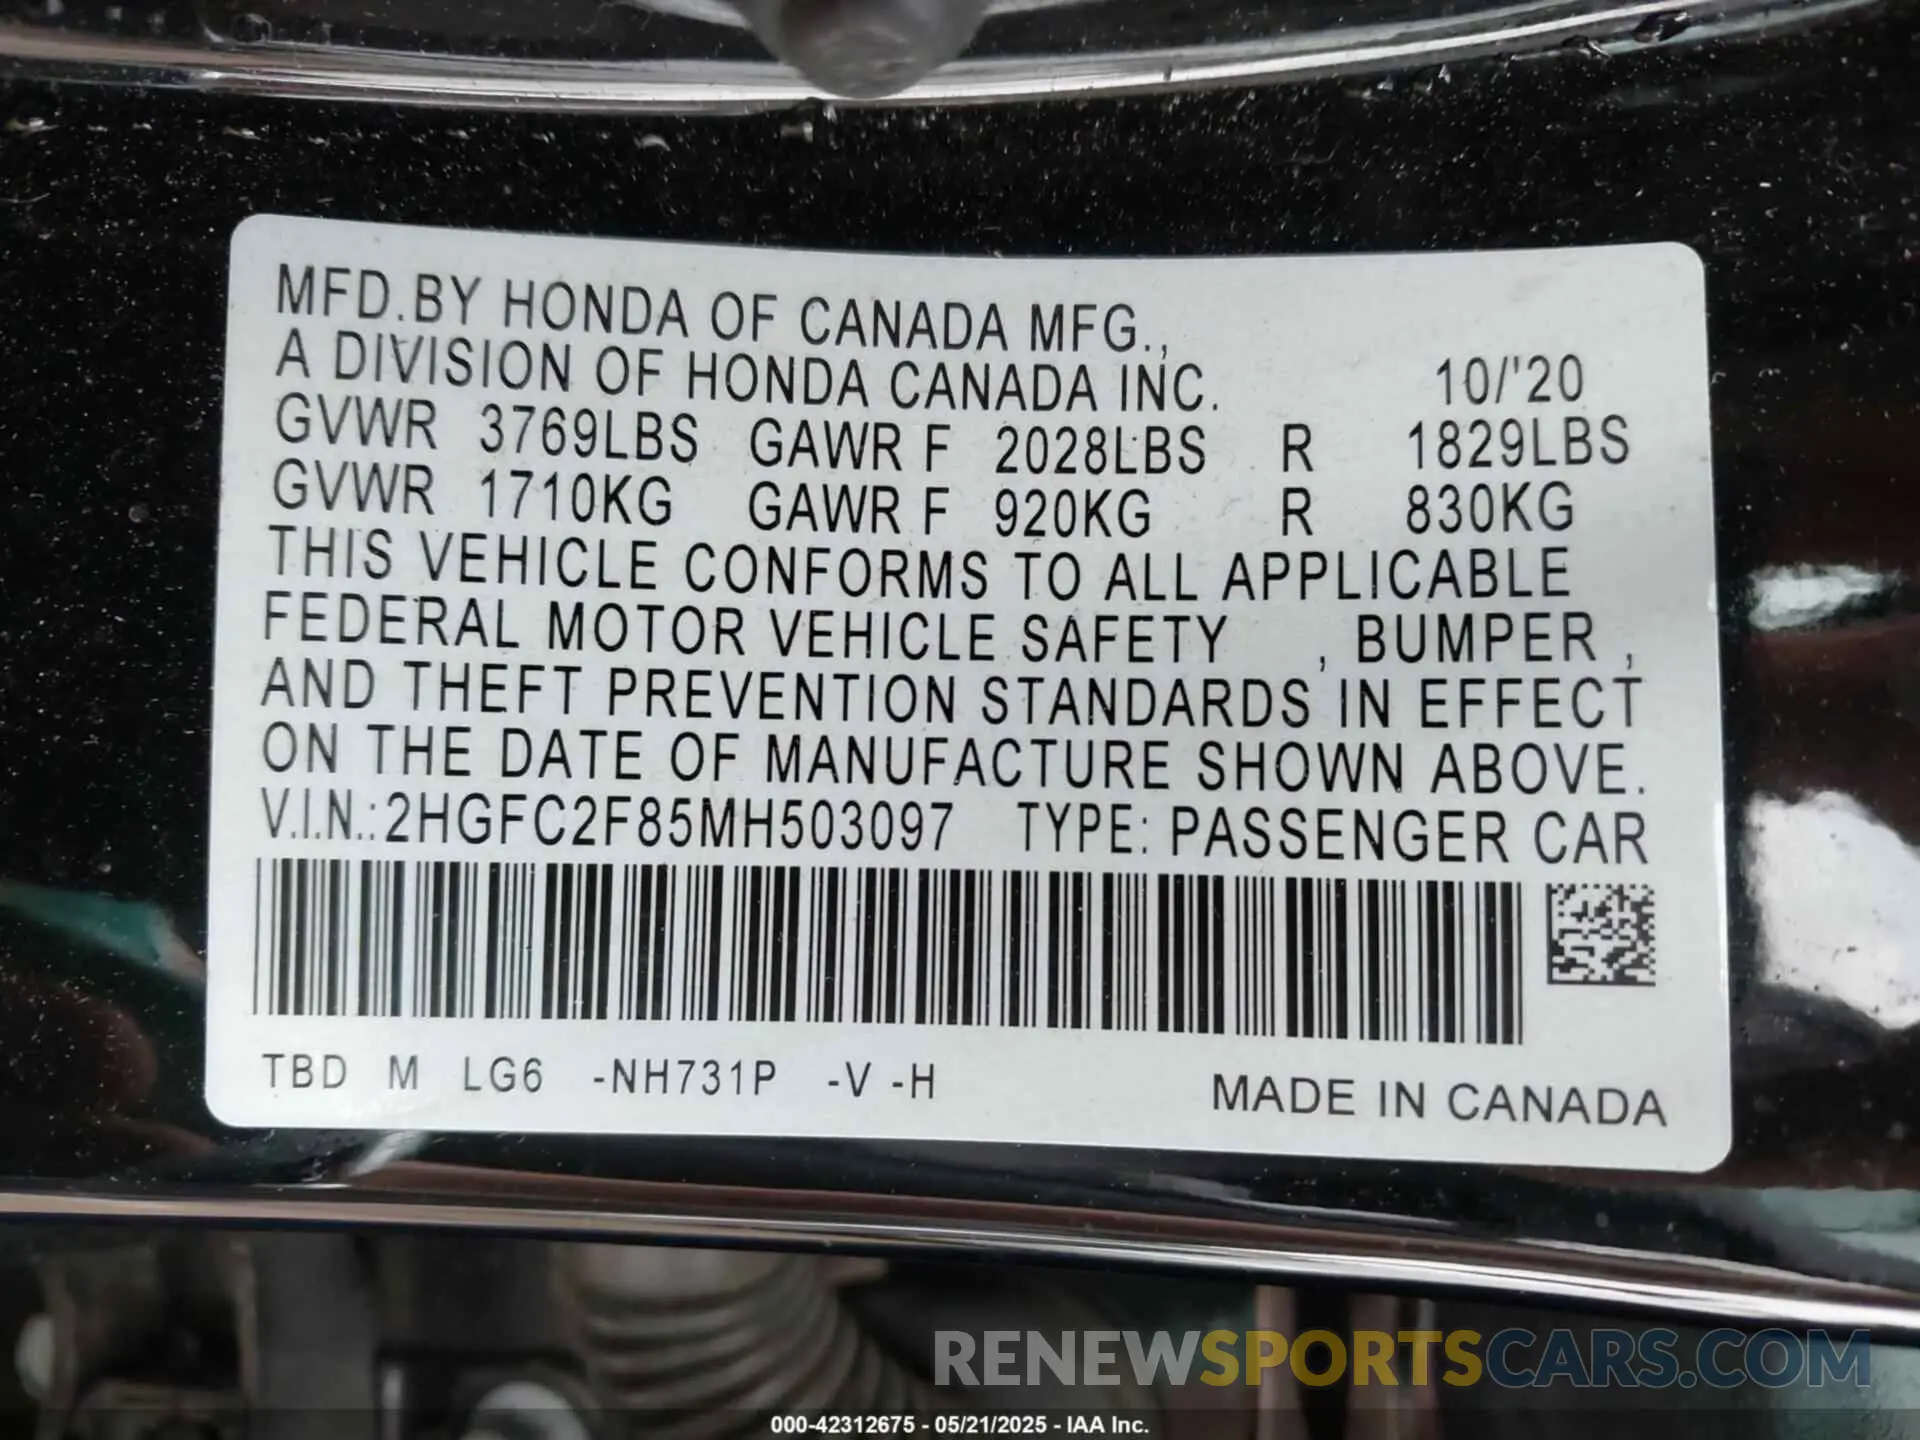 MFD.BY HONDA OF CANADA MFG.,
A DIVISION OF HONDA CANADA INC. 10/'20
GVWR 3769LBS GAWR F 2028LBS R 1829LBS
GVWR 1710KG GAWR F 920KG R 830KG
THIS VEHICLE CONFORMS TO ALL APPLICABLE
FEDERAL MOTOR VEHICLE SAFETY , BUMPER ,
AND THEFT PREVENTION STANDARDS IN EFFECT
ON THE DATE OF MANUFACTURE SHOWN ABOVE.
V.I.N.:2HGFC2F85MH503097 TYPE: PASSENGER CAR
TBD M LG6 -NH731P -V -H
MADE IN CANADA
RENEWSPORTSCARS.COM
000-42312675 - 05/21/2025 - IAA Inc.